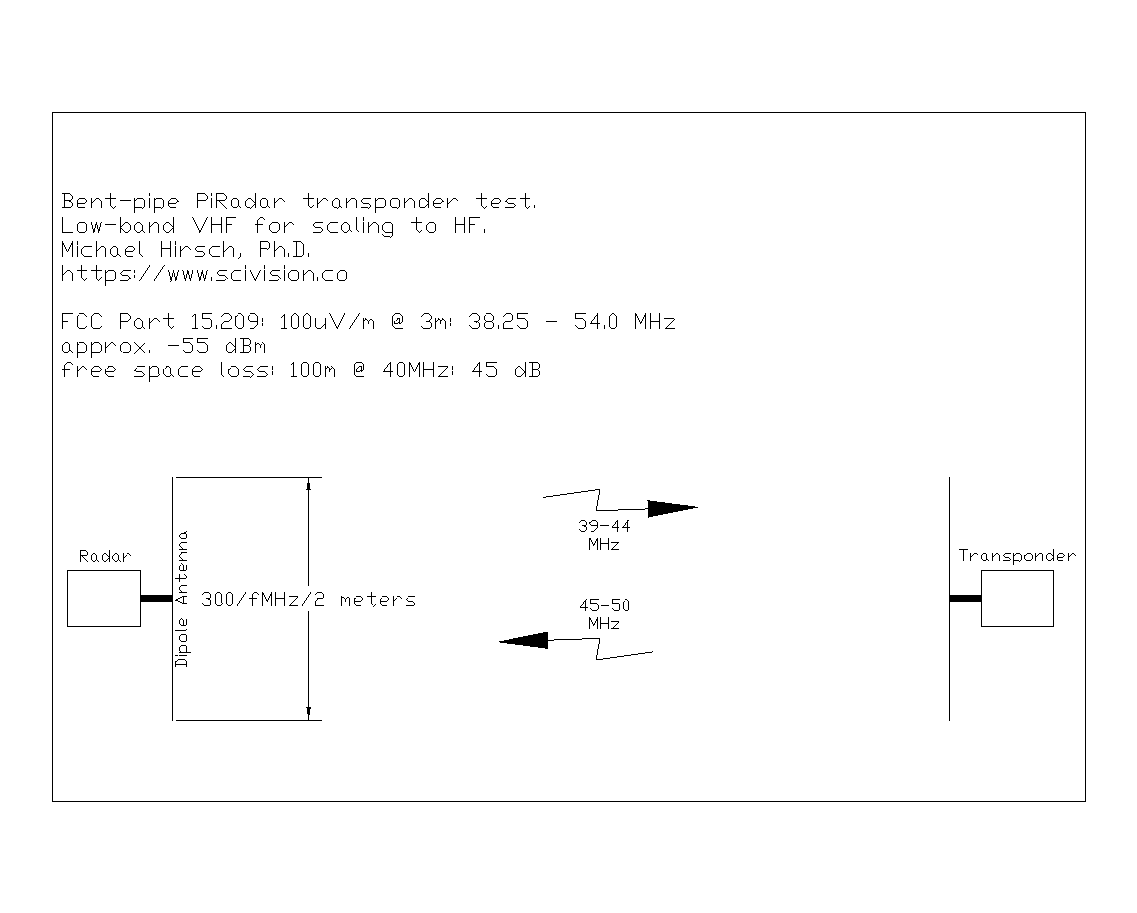 Bent-pipe PiRadar transponder test.
Low-band VHF for scaling to HF.
Michael Hirsch, Ph.D.
https://www.scivision.co
FCC Part 15.209: 100uV/m @ 3m: 38.25 - 54.0 MHz
approx. -55 dBm
free space loss: 100m @ 40MHz: 45 dB
39-44
MHz
Radar
Transponder
Dipole Antenna
300/fMHz/2 meters
45-50
MHz